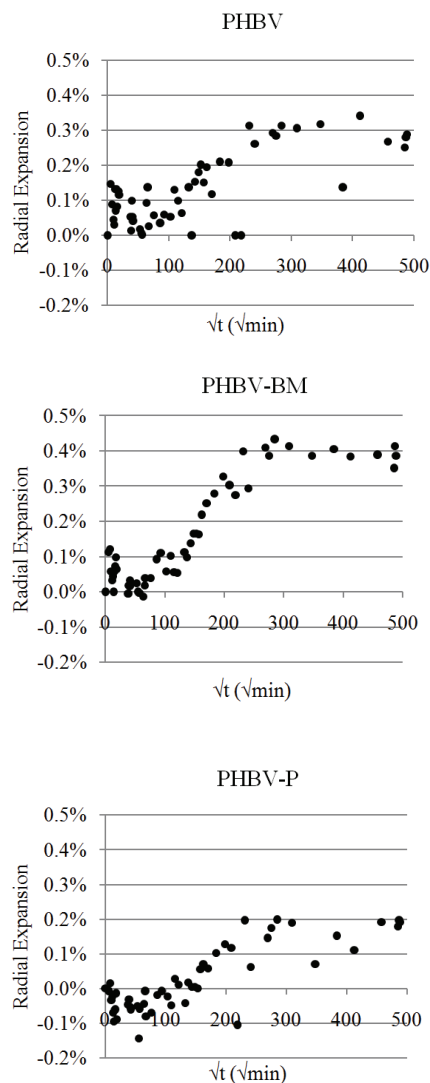 PHBV
0.5%
0.4%
0.3%
0.2%
0.1%
0.0%
-0.1%
-0.2%
Radial Expansion
0 100 200 300 400 500
√t (√min)
PHBV-BM
0.5%
0.4%
0.3%
0.2%
0.1%
0.0%
-0.1%
-0.2%
Radial Expansion
0 100 200 300 400 500
√t (√min)
PHBV-P
0.5%
0.4%
0.3%
0.2%
0.1%
0.0%
-0.1%
-0.2%
Radial Expansion
0 100 200 300 400 500
√t (√min)